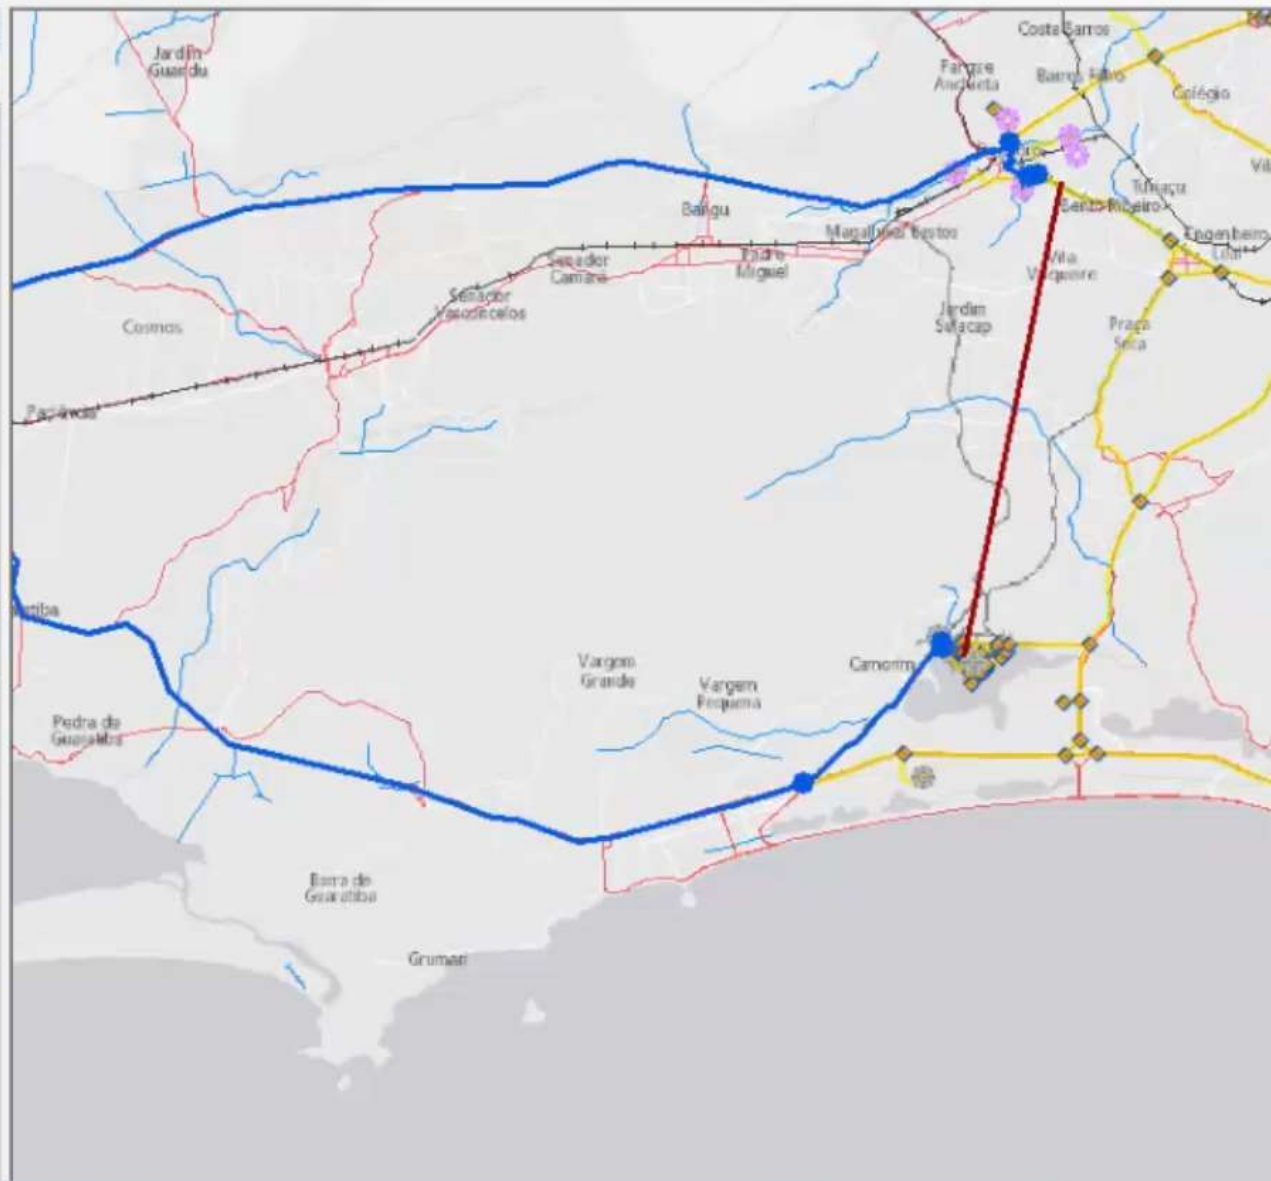 Costa Barros
Jardim
Guandu
Parque
Anchieta
Barros Filho
Colégio
Turiaçu
Bangu
Bento Ribeiro
Magalhães Bastos
Engenheiro
Leal
Senador
Camará
Padre
Miguel
Vila
Valqueire
Senador
Vasconcelos
Jardim
Sulacap
Cosmos
Praça
Seca
Paciência
Vargem
Grande
Camorim
Vargem
Pequena
Pedra de
Guaratiba
Barra de
Guaratiba
Grumari